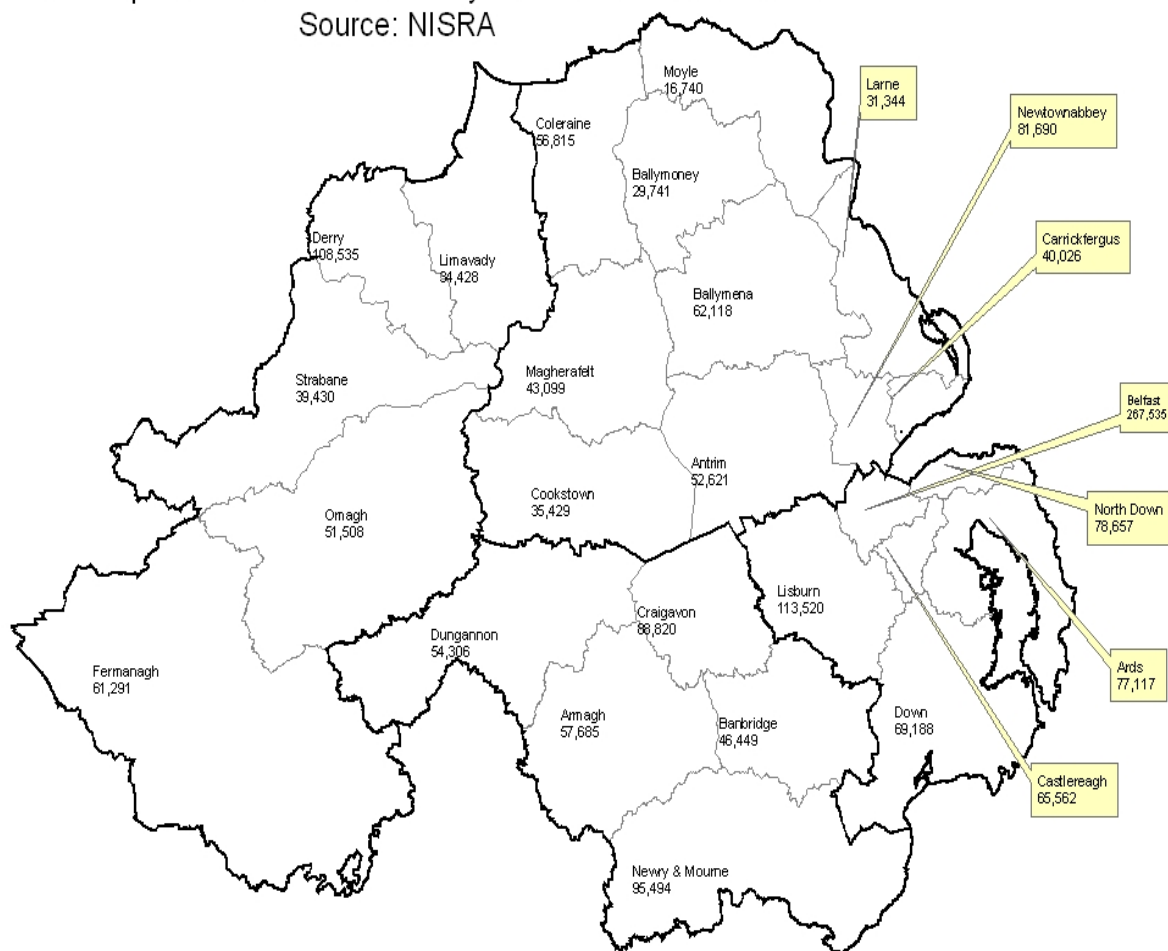 Source: NISRA
Moyle
16,740
Larne
31,344
Newtownabbey
81,690
Coleraine
56,815
Ballymoney
29,741
Derry
108,535
Limavady
34,428
Carrickfergus
40,026
Ballymena
62,118
Strabane
39,430
Magherafelt
43,099
Belfast
267,535
Antrim
52,621
Cookstown
35,429
Omagh
51,508
North Down
78,657
Lisburn
113,520
Craigavon
88,820
Dungannon
54,306
Fermanagh
61,291
Ards
77,117
Armagh
57,685
Banbridge
46,449
Down
69,188
Castlereagh
65,562
Newry & Mourne
95,494